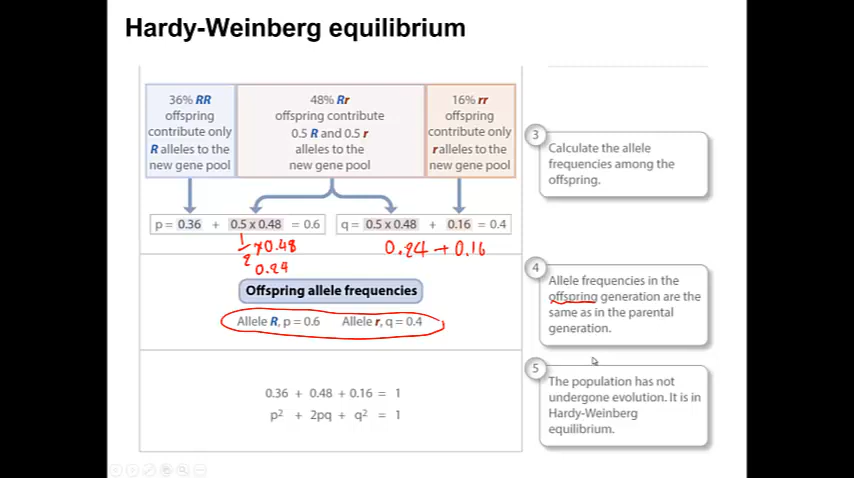 Hardy-Weinberg equilibrium
36% RR
offspring
contribute only
R alleles to the
new gene pool
48% Rr
offspring contribute
0.5 R and 0.5 r
alleles to the
new gene pool
16% rr
offspring
contribute only
r alleles to the
new gene pool
p = 0.36 + 0.5 x 0.48 = 0.6
q = 0.5 x 0.48 + 0.16 = 0.4
1/2 × 0.48
0.24
0.24 + 0.16
3
Calculate the allele
frequencies among the
offspring.
Offspring allele frequencies
Allele R, p = 0.6 Allele r, q = 0.4
4
Allele frequencies in the
offspring generation are the
same as in the parental
generation.
0.36 + 0.48 + 0.16 = 1
p² + 2pq + q² = 1
5
The population has not
undergone evolution. It is in
Hardy-Weinberg
equilibrium.